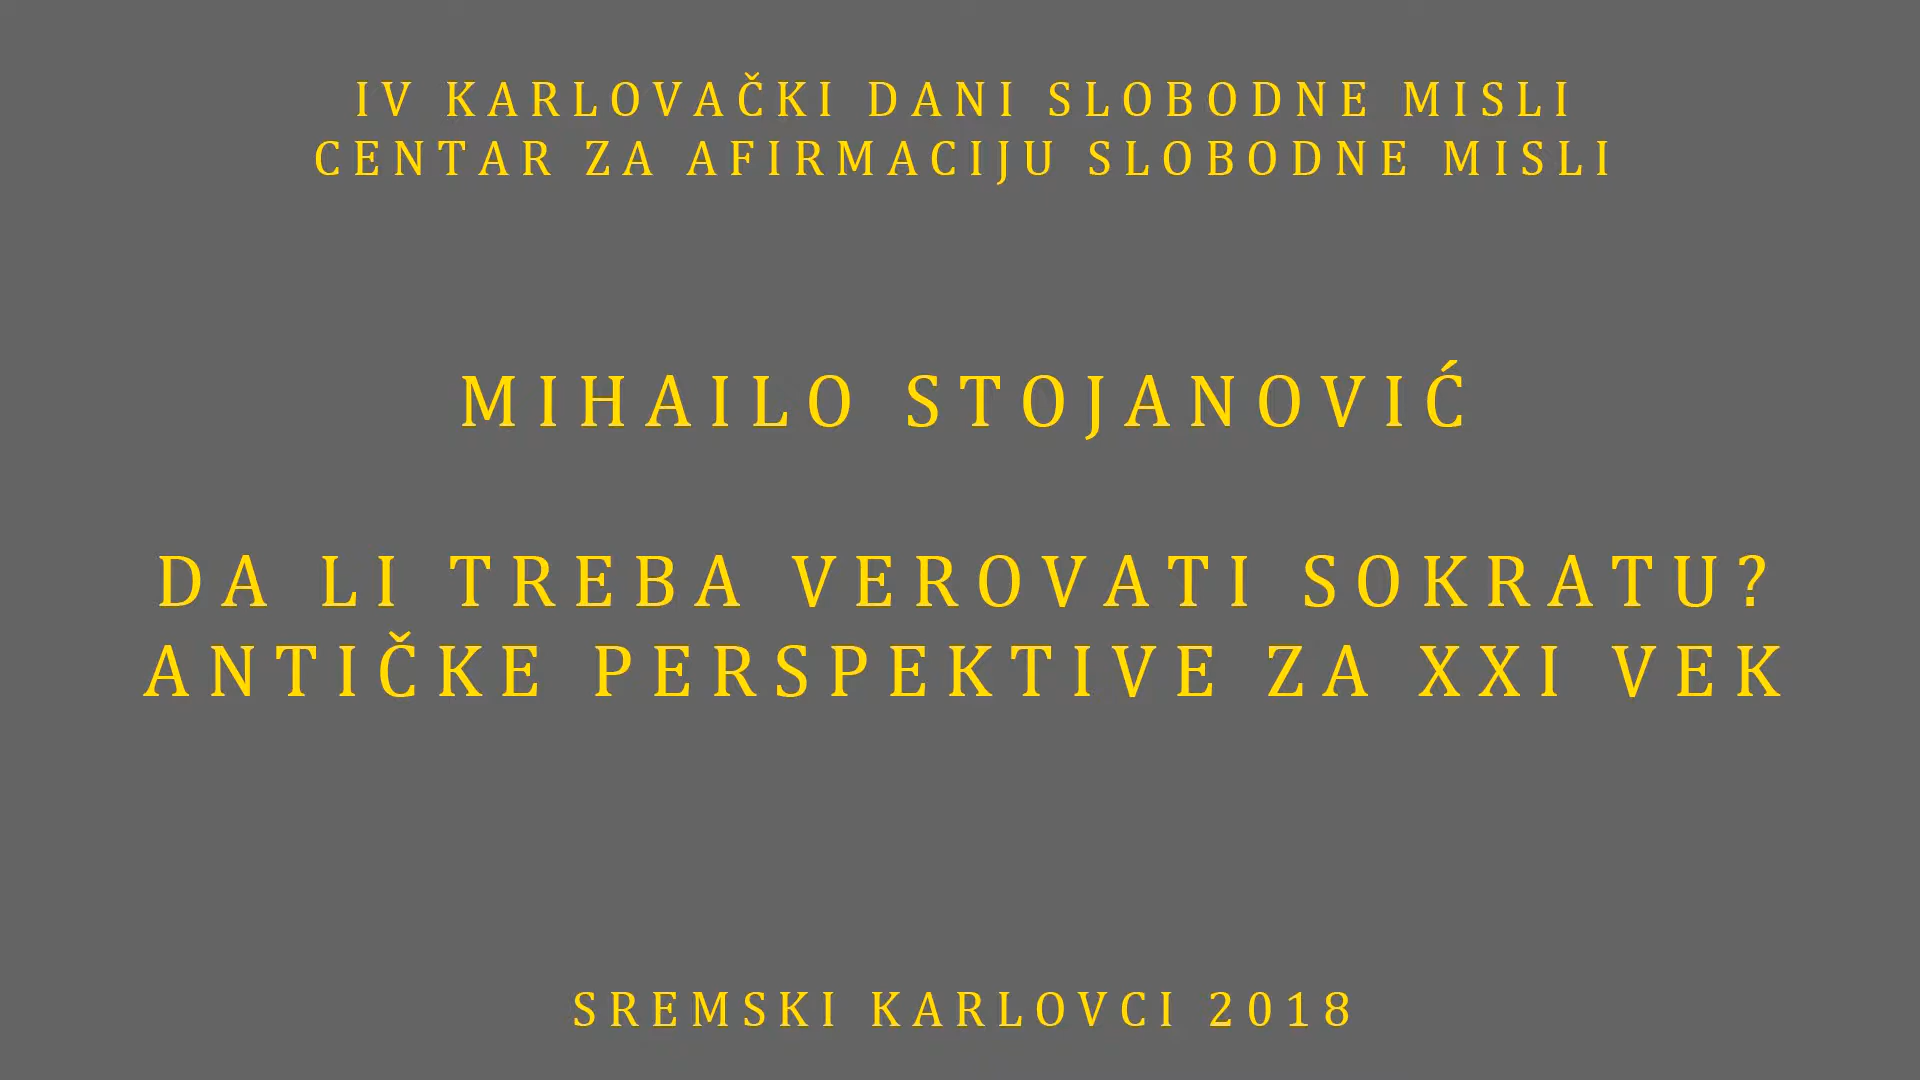 IV KARLOVAČKI DANI SLOBODNE MISLI
CENTAR ZA AFIRMACIJU SLOBODNE MISLI
MIHAILO STOJANOVIĆ
DA LI TREBA VEROVATI SOKRATU?
ANTIČKE PERSPEKTIVE ZA XXI VEK
SREMSKI KARLOVCI 2018